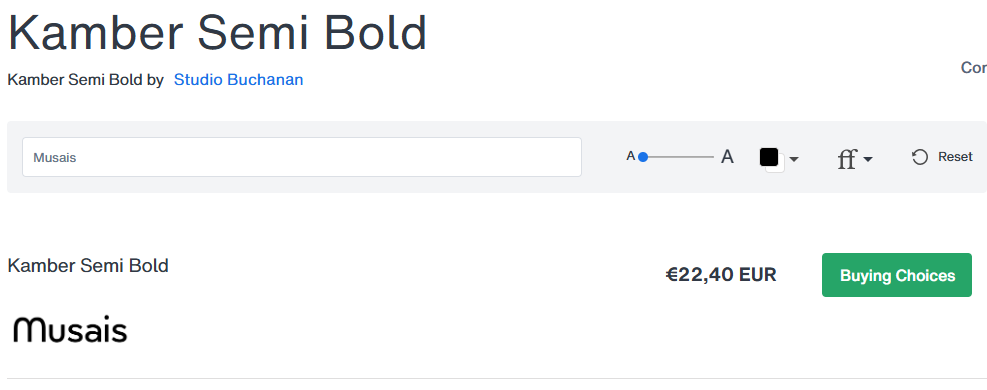 Kamber Semi Bold
Kamber Semi Bold by Studio Buchanan
Cor
Musais
A A ff Reset
Kamber Semi Bold
€22,40 EUR
Buying Choices
Musais